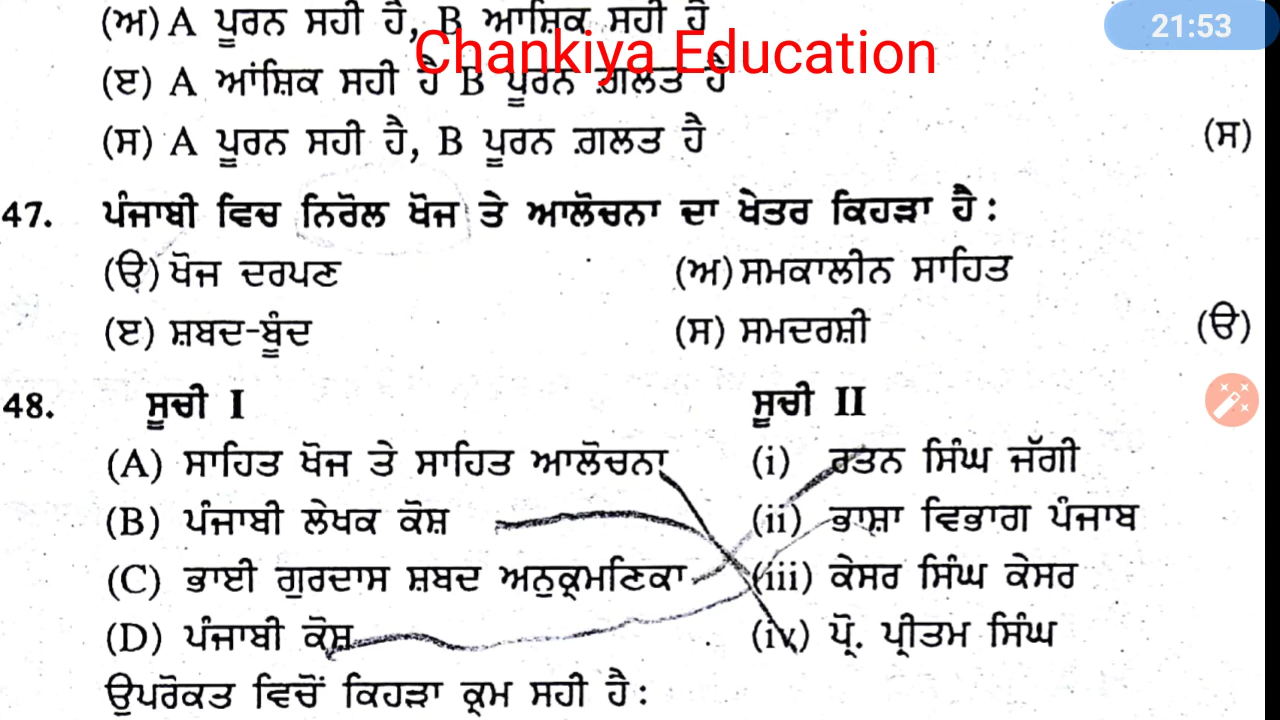 (ਅ) A ਪੂਰਨ ਸਹੀ ਹੈ, B ਆਂਸ਼ਿਕ ਸਹੀ ਹੈ
21:53
Chankiya Education
(ੲ) A ਆਂਸ਼ਿਕ ਸਹੀ ਹੈ B ਪੂਰਨ ਗ਼ਲਤ ਹੈ
(ਸ) A ਪੂਰਨ ਸਹੀ ਹੈ, B ਪੂਰਨ ਗ਼ਲਤ ਹੈ (ਸ)
47. ਪੰਜਾਬੀ ਵਿਚ ਨਿਰੋਲ ਖੋਜ ਤੇ ਆਲੋਚਨਾ ਦਾ ਖੇਤਰ ਕਿਹੜਾ ਹੈ :
(ੳ) ਖੋਜ ਦਰਪਣ (ਅ) ਸਮਕਾਲੀਨ ਸਾਹਿਤ
(ੲ) ਸ਼ਬਦ-ਬੂੰਦ (ਸ) ਸਮਦਰਸ਼ੀ (ੳ)
48. ਸੂਚੀ I ਸੂਚੀ II
(A) ਸਾਹਿਤ ਖੋਜ ਤੇ ਸਾਹਿਤ ਆਲੋਚਨਾ (i) ਰਤਨ ਸਿੰਘ ਜੱਗੀ
(B) ਪੰਜਾਬੀ ਲੇਖਕ ਕੋਸ਼ (ii) ਭਾਸ਼ਾ ਵਿਭਾਗ ਪੰਜਾਬ
(C) ਭਾਈ ਗੁਰਦਾਸ ਸ਼ਬਦ ਅਨੁਕ੍ਰਮਣਿਕਾ (iii) ਕੇਸਰ ਸਿੰਘ ਕੇਸਰ
(D) ਪੰਜਾਬੀ ਕੋਸ਼ (iv) ਪ੍ਰੋ. ਪ੍ਰੀਤਮ ਸਿੰਘ
ਉਪਰੋਕਤ ਵਿਚੋਂ ਕਿਹੜਾ ਕ੍ਰਮ ਸਹੀ ਹੈ :